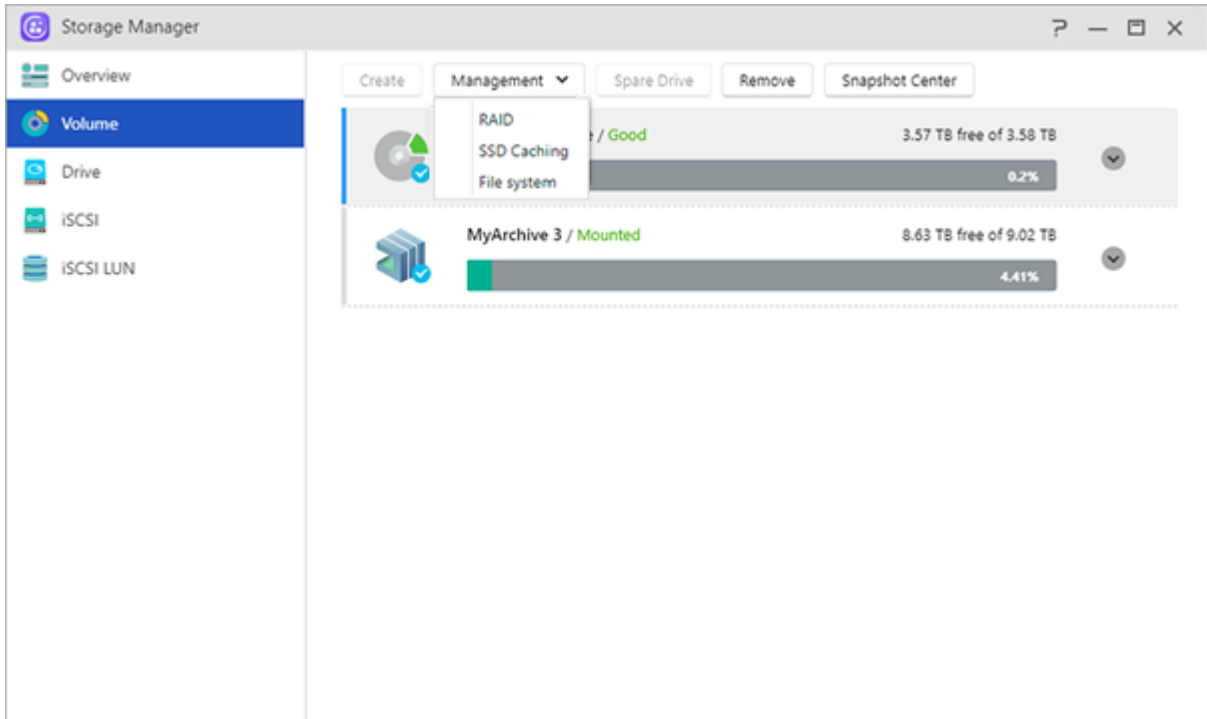 Storage Manager
Overview
Volume
Drive
iSCSI
iSCSI LUN
Create
Management
Spare Drive
Remove
Snapshot Center
RAID
SSD Cachiing
File system
/ Good
3.57 TB free of 3.58 TB
0.2%
MyArchive 3 / Mounted
8.63 TB free of 9.02 TB
4.41%